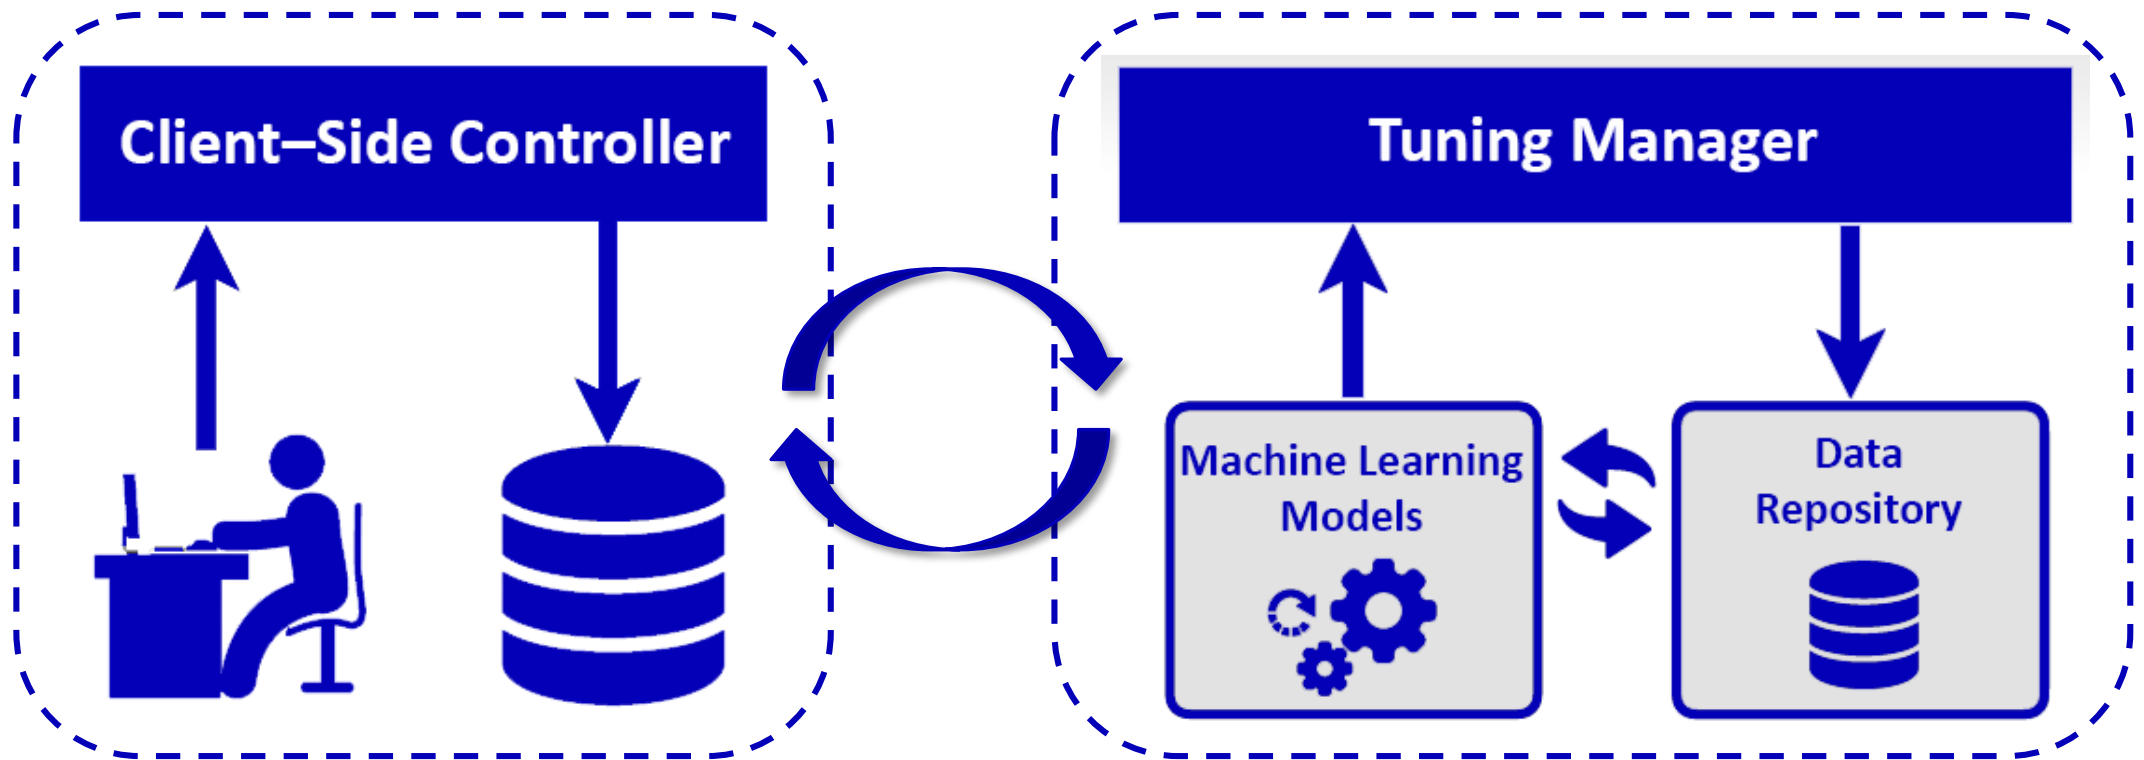 Client–Side Controller
Tuning Manager
Machine Learning
Models
Data
Repository